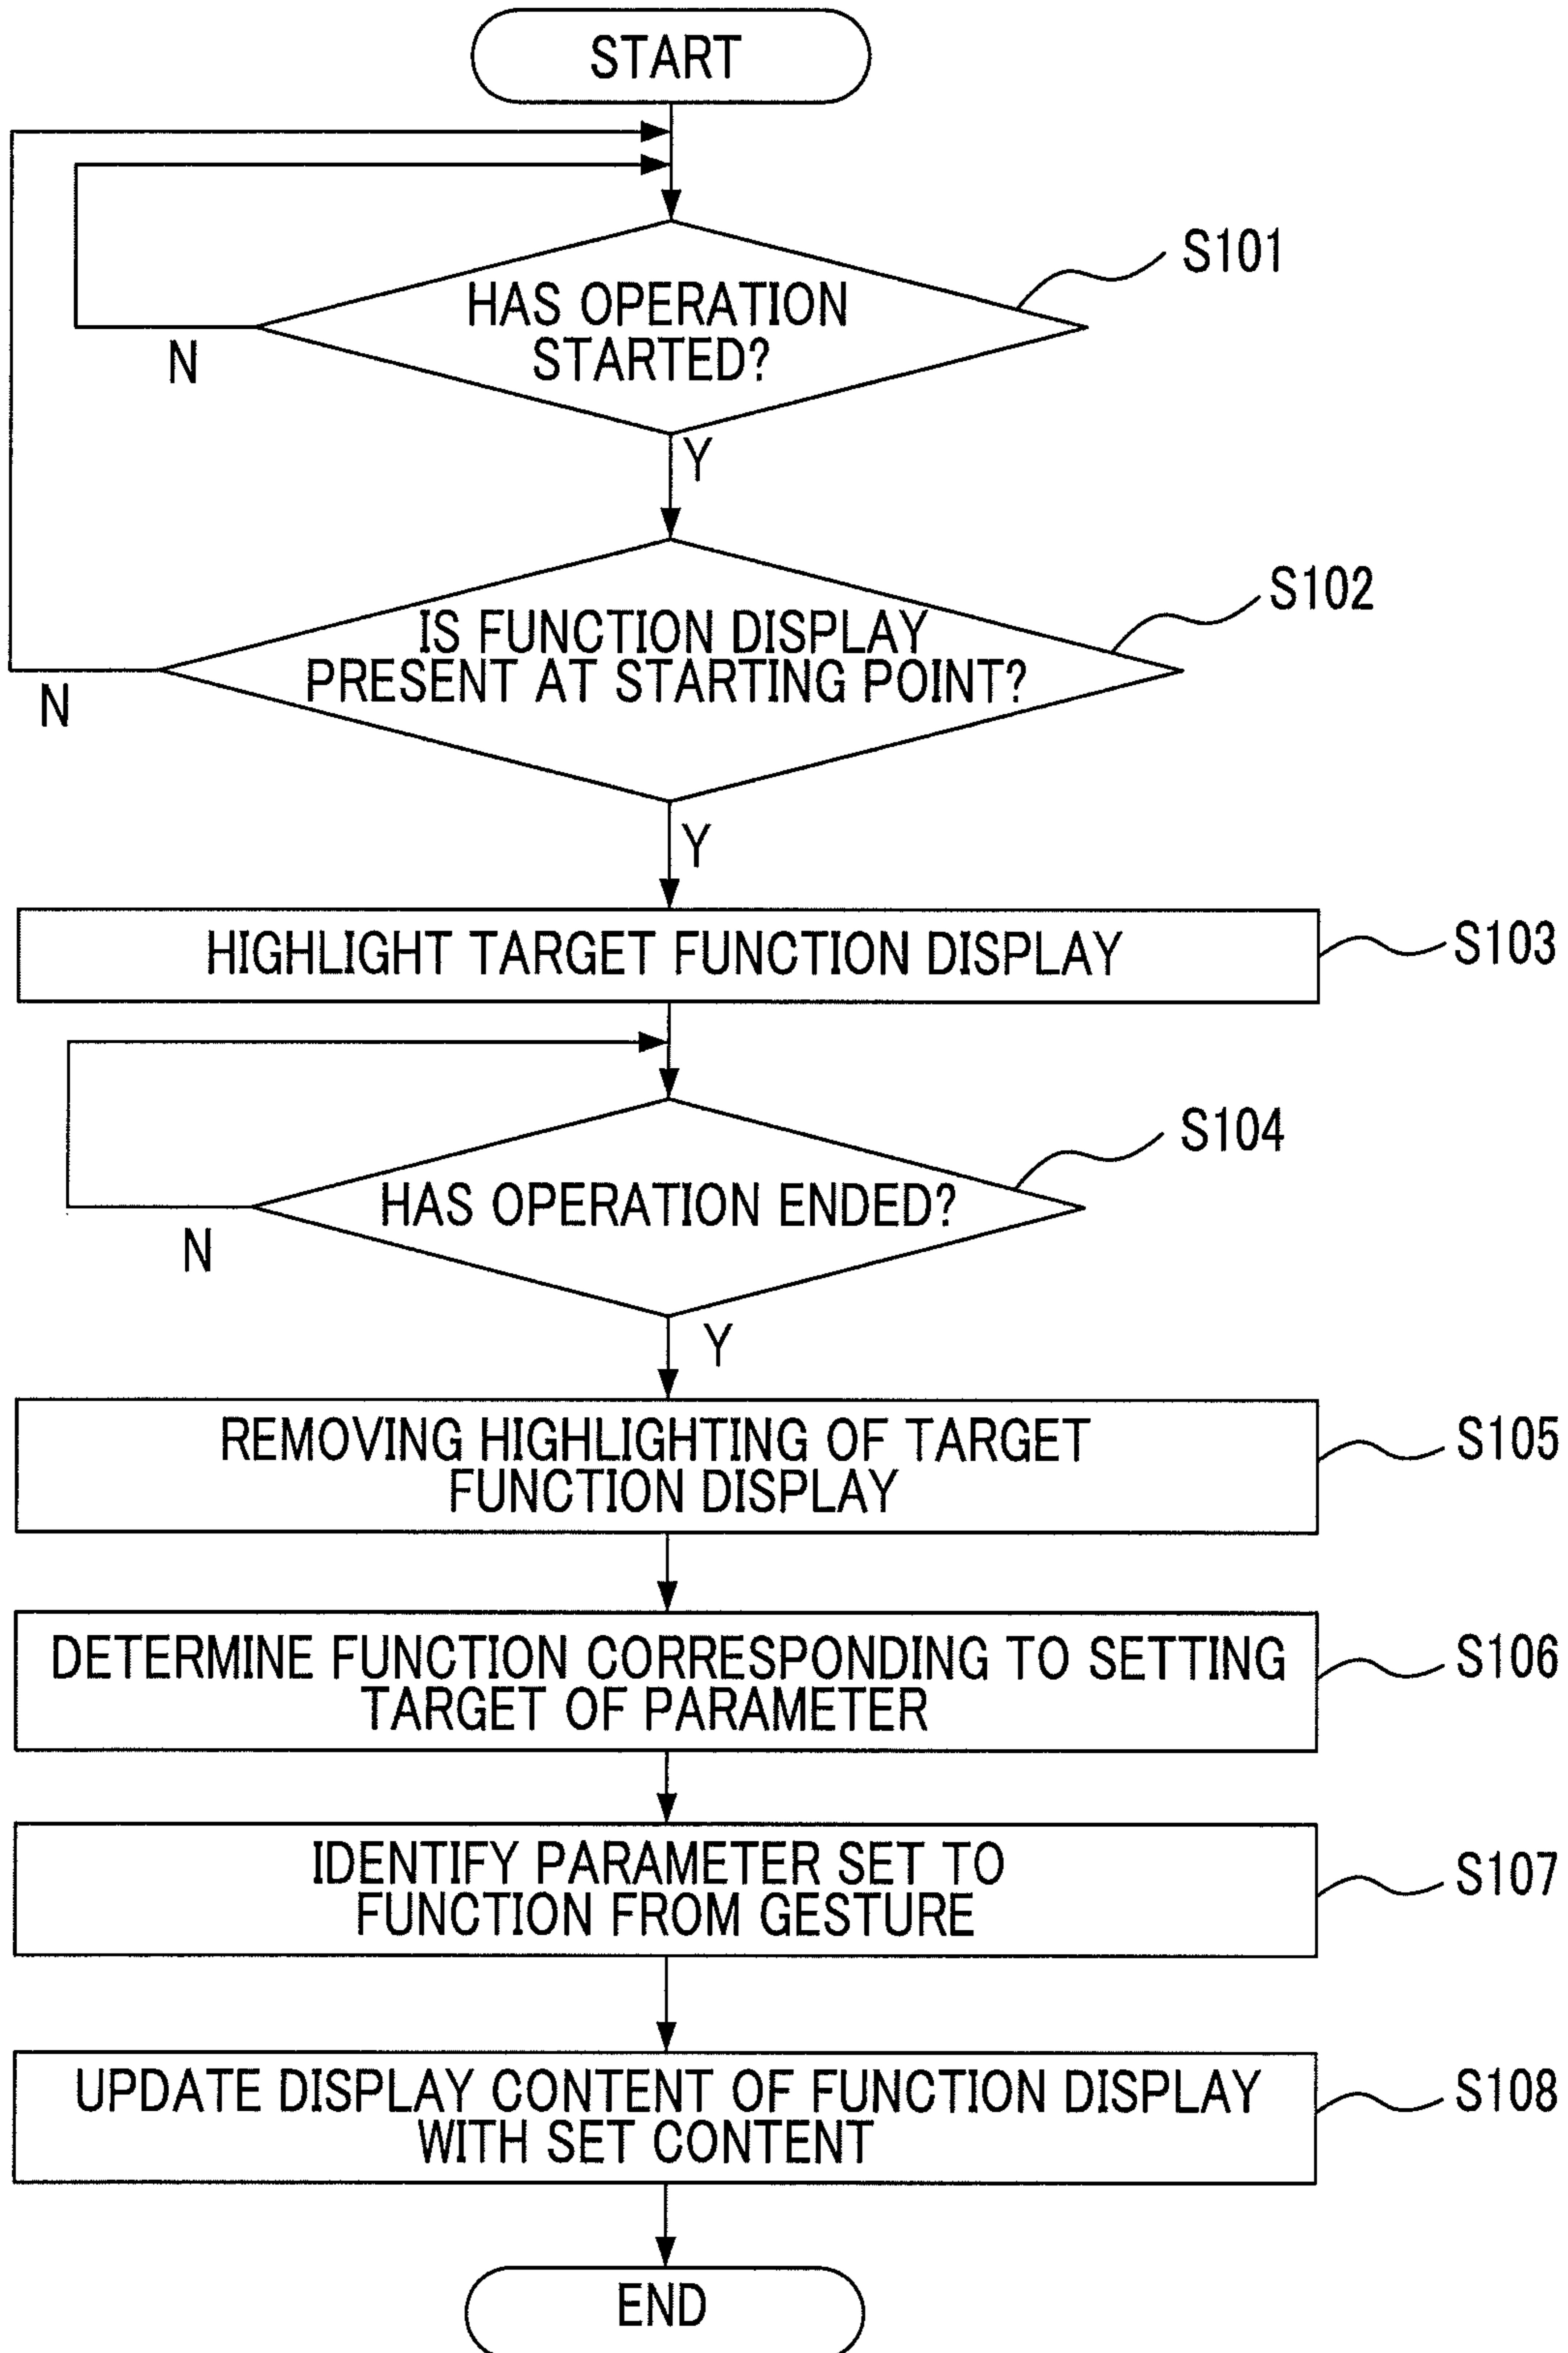 START
S101
HAS OPERATION
STARTED?
N
Y
S102
IS FUNCTION DISPLAY
PRESENT AT STARTING POINT?
N
Y
HIGHLIGHT TARGET FUNCTION DISPLAY
S103
S104
HAS OPERATION ENDED?
N
Y
REMOVING HIGHLIGHTING OF TARGET
FUNCTION DISPLAY
S105
DETERMINE FUNCTION CORRESPONDING TO SETTING
TARGET OF PARAMETER
S106
IDENTIFY PARAMETER SET TO
FUNCTION FROM GESTURE
S107
UPDATE DISPLAY CONTENT OF FUNCTION DISPLAY
WITH SET CONTENT
S108
END